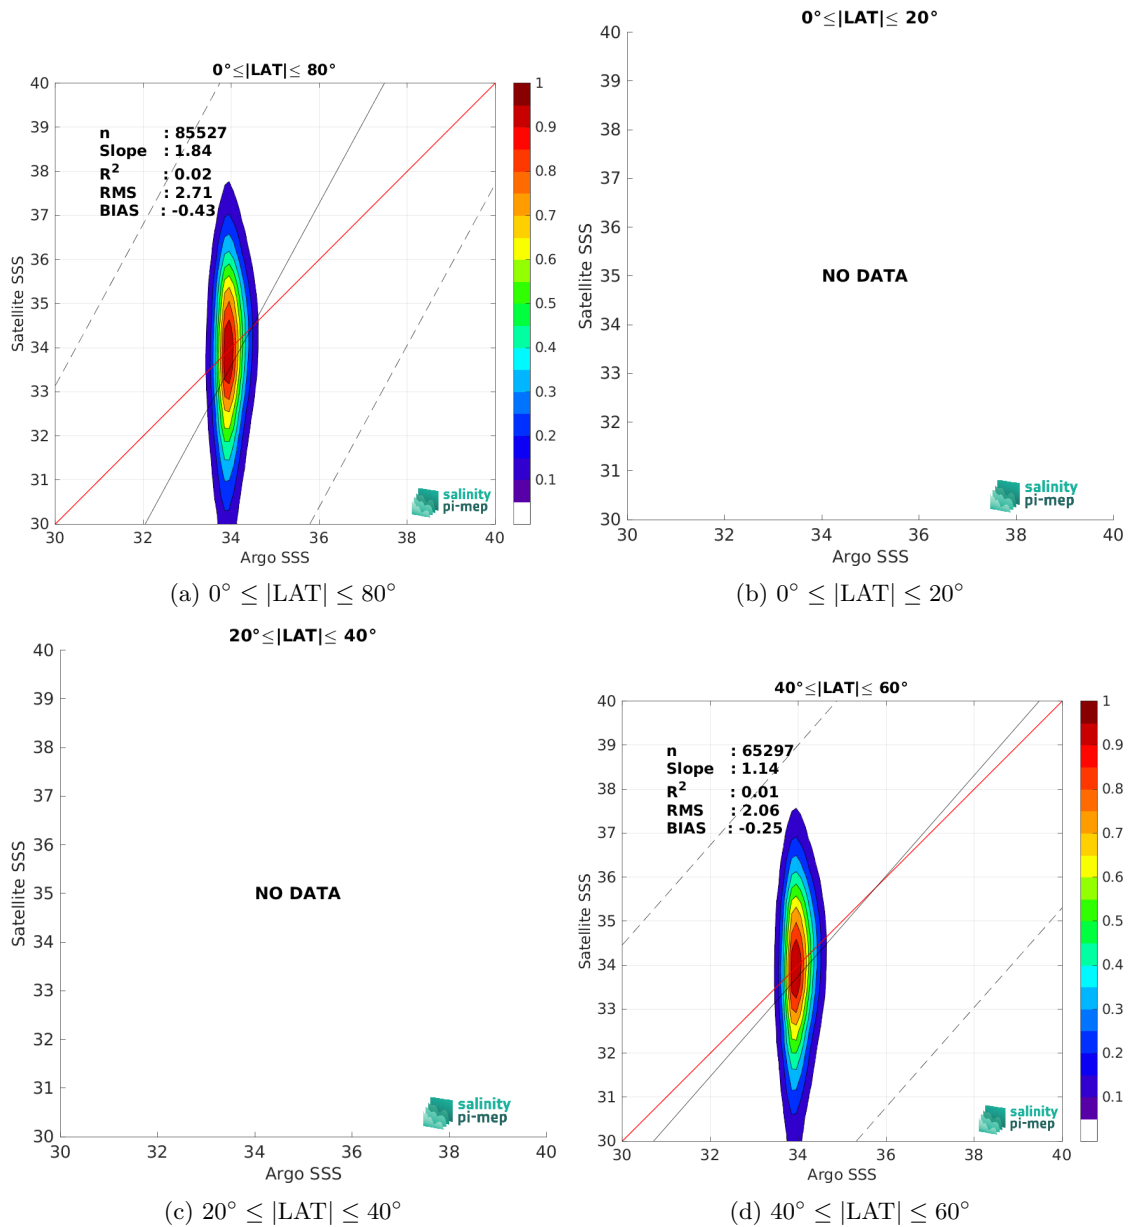 0°≤|LAT|≤ 80°
40
39
38
37
36
35
34
33
32
31
30
Satellite SSS
n : 85527
Slope : 1.84
R2 : 0.02
RMS : 2.71
BIAS : -0.43
salinity
pi-mep
30 32 34 36 38 40
Argo SSS
1
0.9
0.8
0.7
0.6
0.5
0.4
0.3
0.2
0.1
(a) 0° ≤ |LAT| ≤ 80°
0°≤|LAT|≤ 20°
40
39
38
37
36
35
34
33
32
31
30
Satellite SSS
NO DATA
salinity
pi-mep
30 32 34 36 38 40
Argo SSS
(b) 0° ≤ |LAT| ≤ 20°
20°≤|LAT|≤ 40°
40
39
38
37
36
35
34
33
32
31
30
Satellite SSS
NO DATA
salinity
pi-mep
30 32 34 36 38 40
Argo SSS
(c) 20° ≤ |LAT| ≤ 40°
40°≤|LAT|≤ 60°
40
39
38
37
36
35
34
33
32
31
30
Satellite SSS
n : 65297
Slope : 1.14
R2 : 0.01
RMS : 2.06
BIAS : -0.25
salinity
pi-mep
30 32 34 36 38 40
Argo SSS
1
0.9
0.8
0.7
0.6
0.5
0.4
0.3
0.2
0.1
(d) 40° ≤ |LAT| ≤ 60°